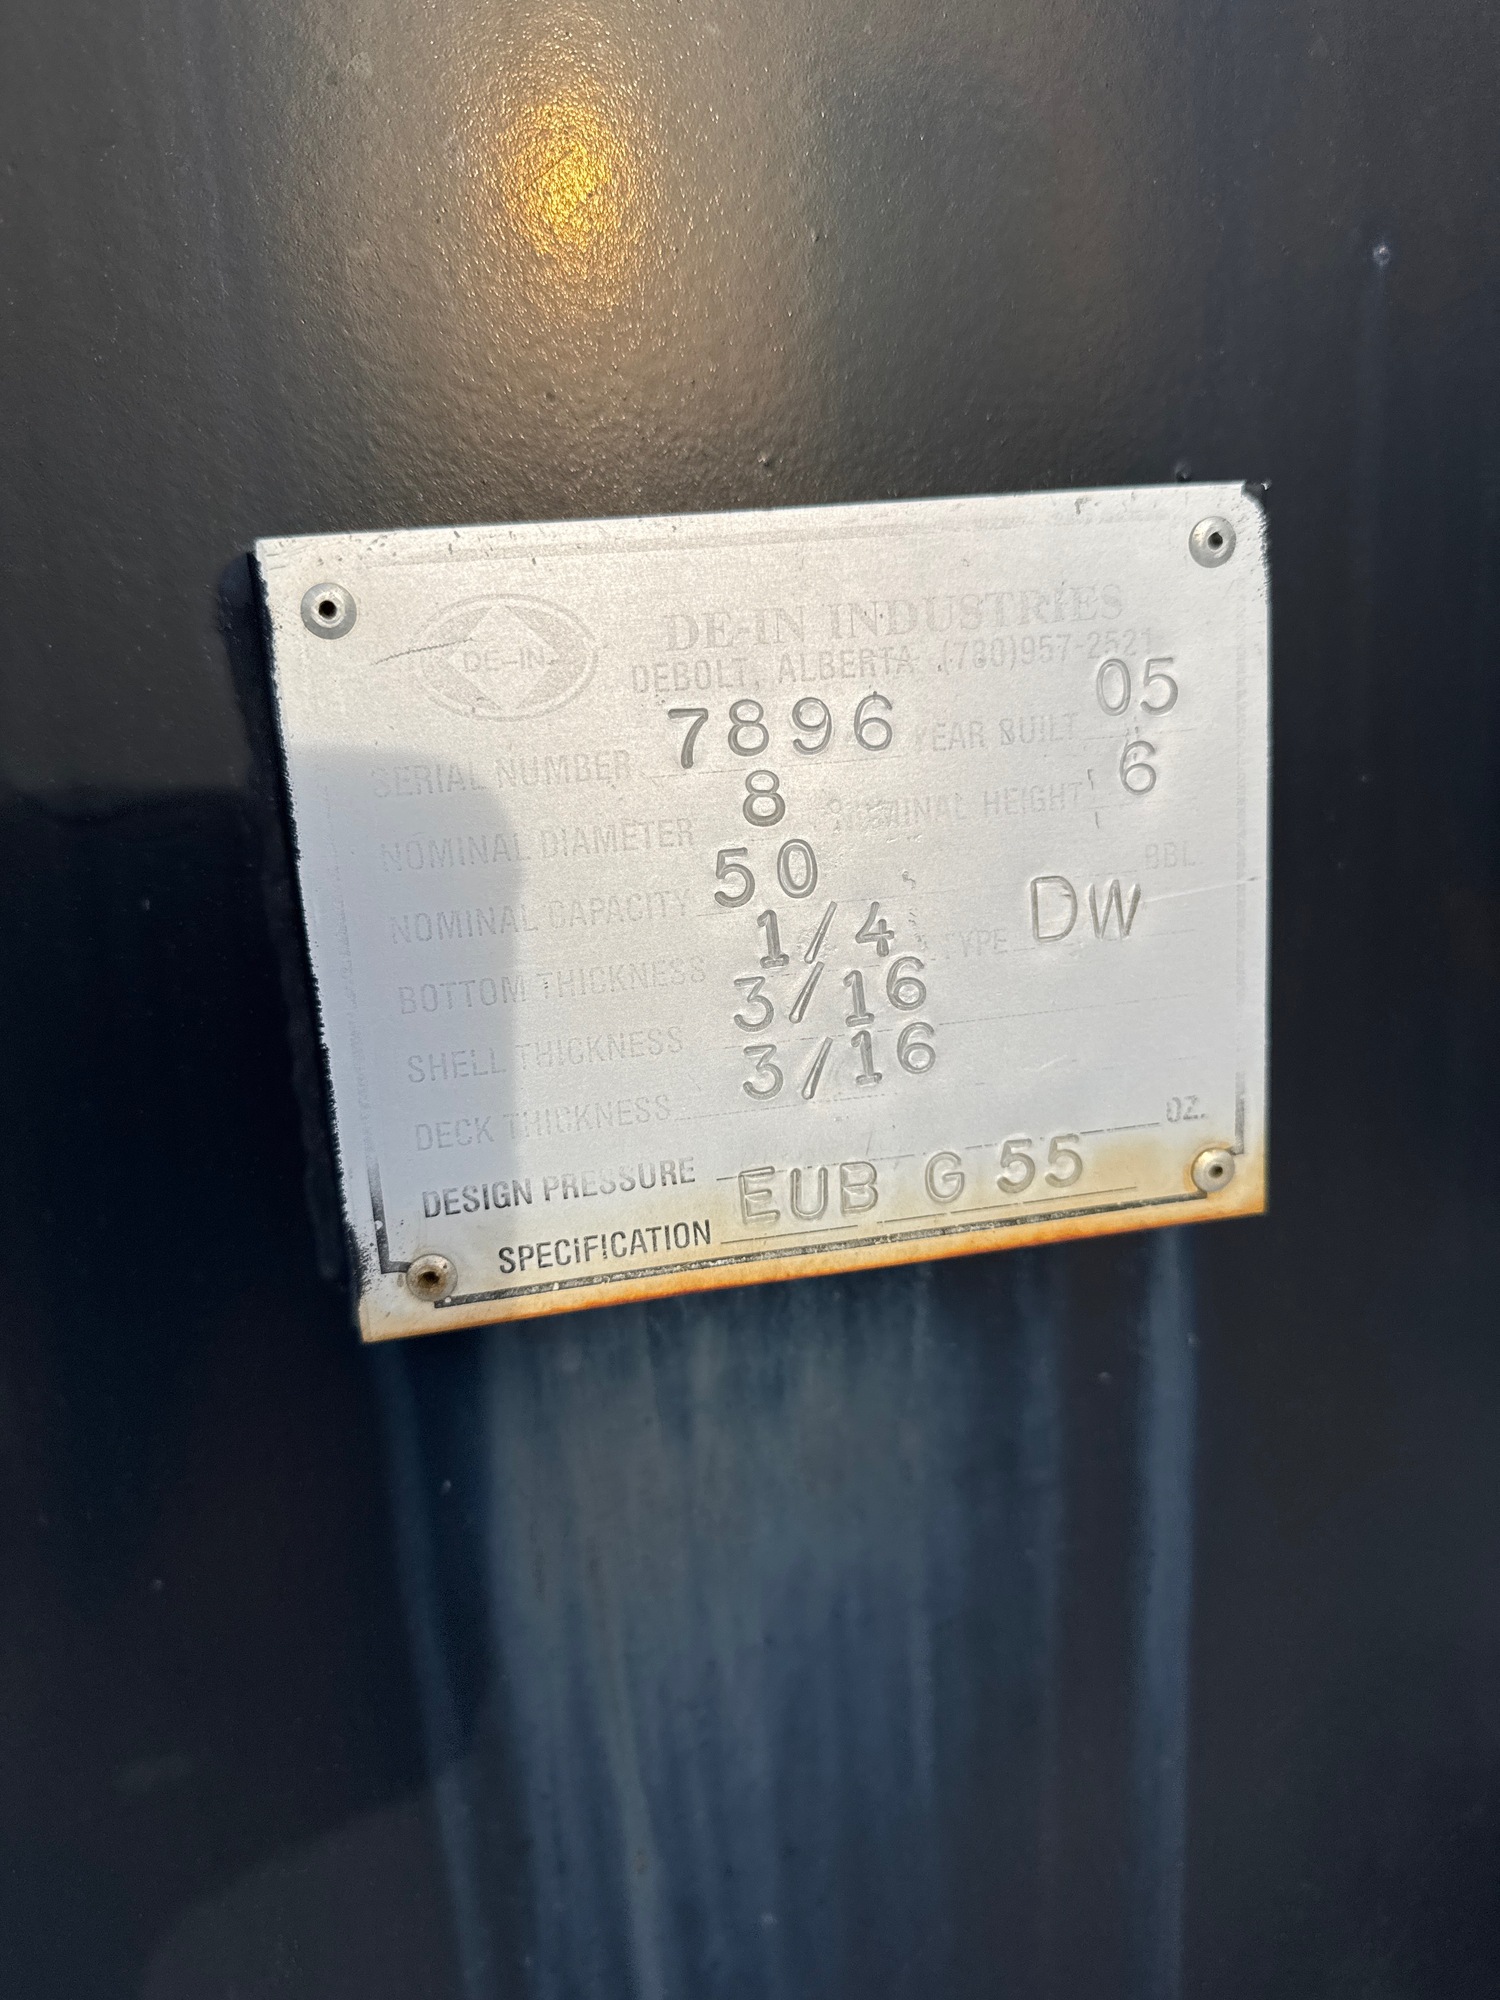 DE-IN
DE-IN INDUSTRIES
DEBOLT, ALBERTA (780)957-2521
SERIAL NUMBER 7896 YEAR BUILT 05
NOMINAL DIAMETER 8 NOMINAL HEIGHT 6
NOMINAL CAPACITY 50 BBL
BOTTOM THICKNESS 1/4 TYPE DW
SHELL THICKNESS 3/16
DECK THICKNESS 3/16
DESIGN PRESSURE OZ.
SPECIFICATION EUB G 55